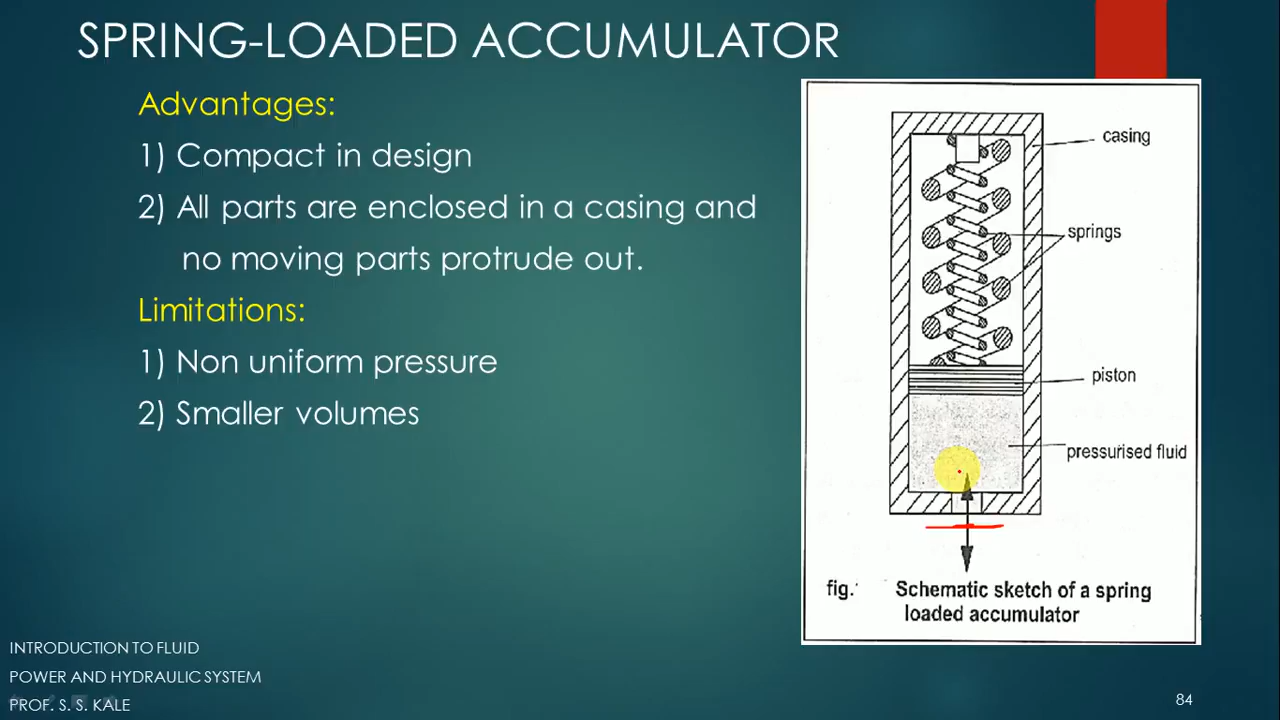 SPRING-LOADED ACCUMULATOR
Advantages:
1) Compact in design
2) All parts are enclosed in a casing and
no moving parts protrude out.
Limitations:
1) Non uniform pressure
2) Smaller volumes
casing
springs
piston
pressurised fluid
fig.
Schematic sketch of a spring
loaded accumulator
INTRODUCTION TO FLUID
POWER AND HYDRAULIC SYSTEM
PROF. S. S. KALE
84